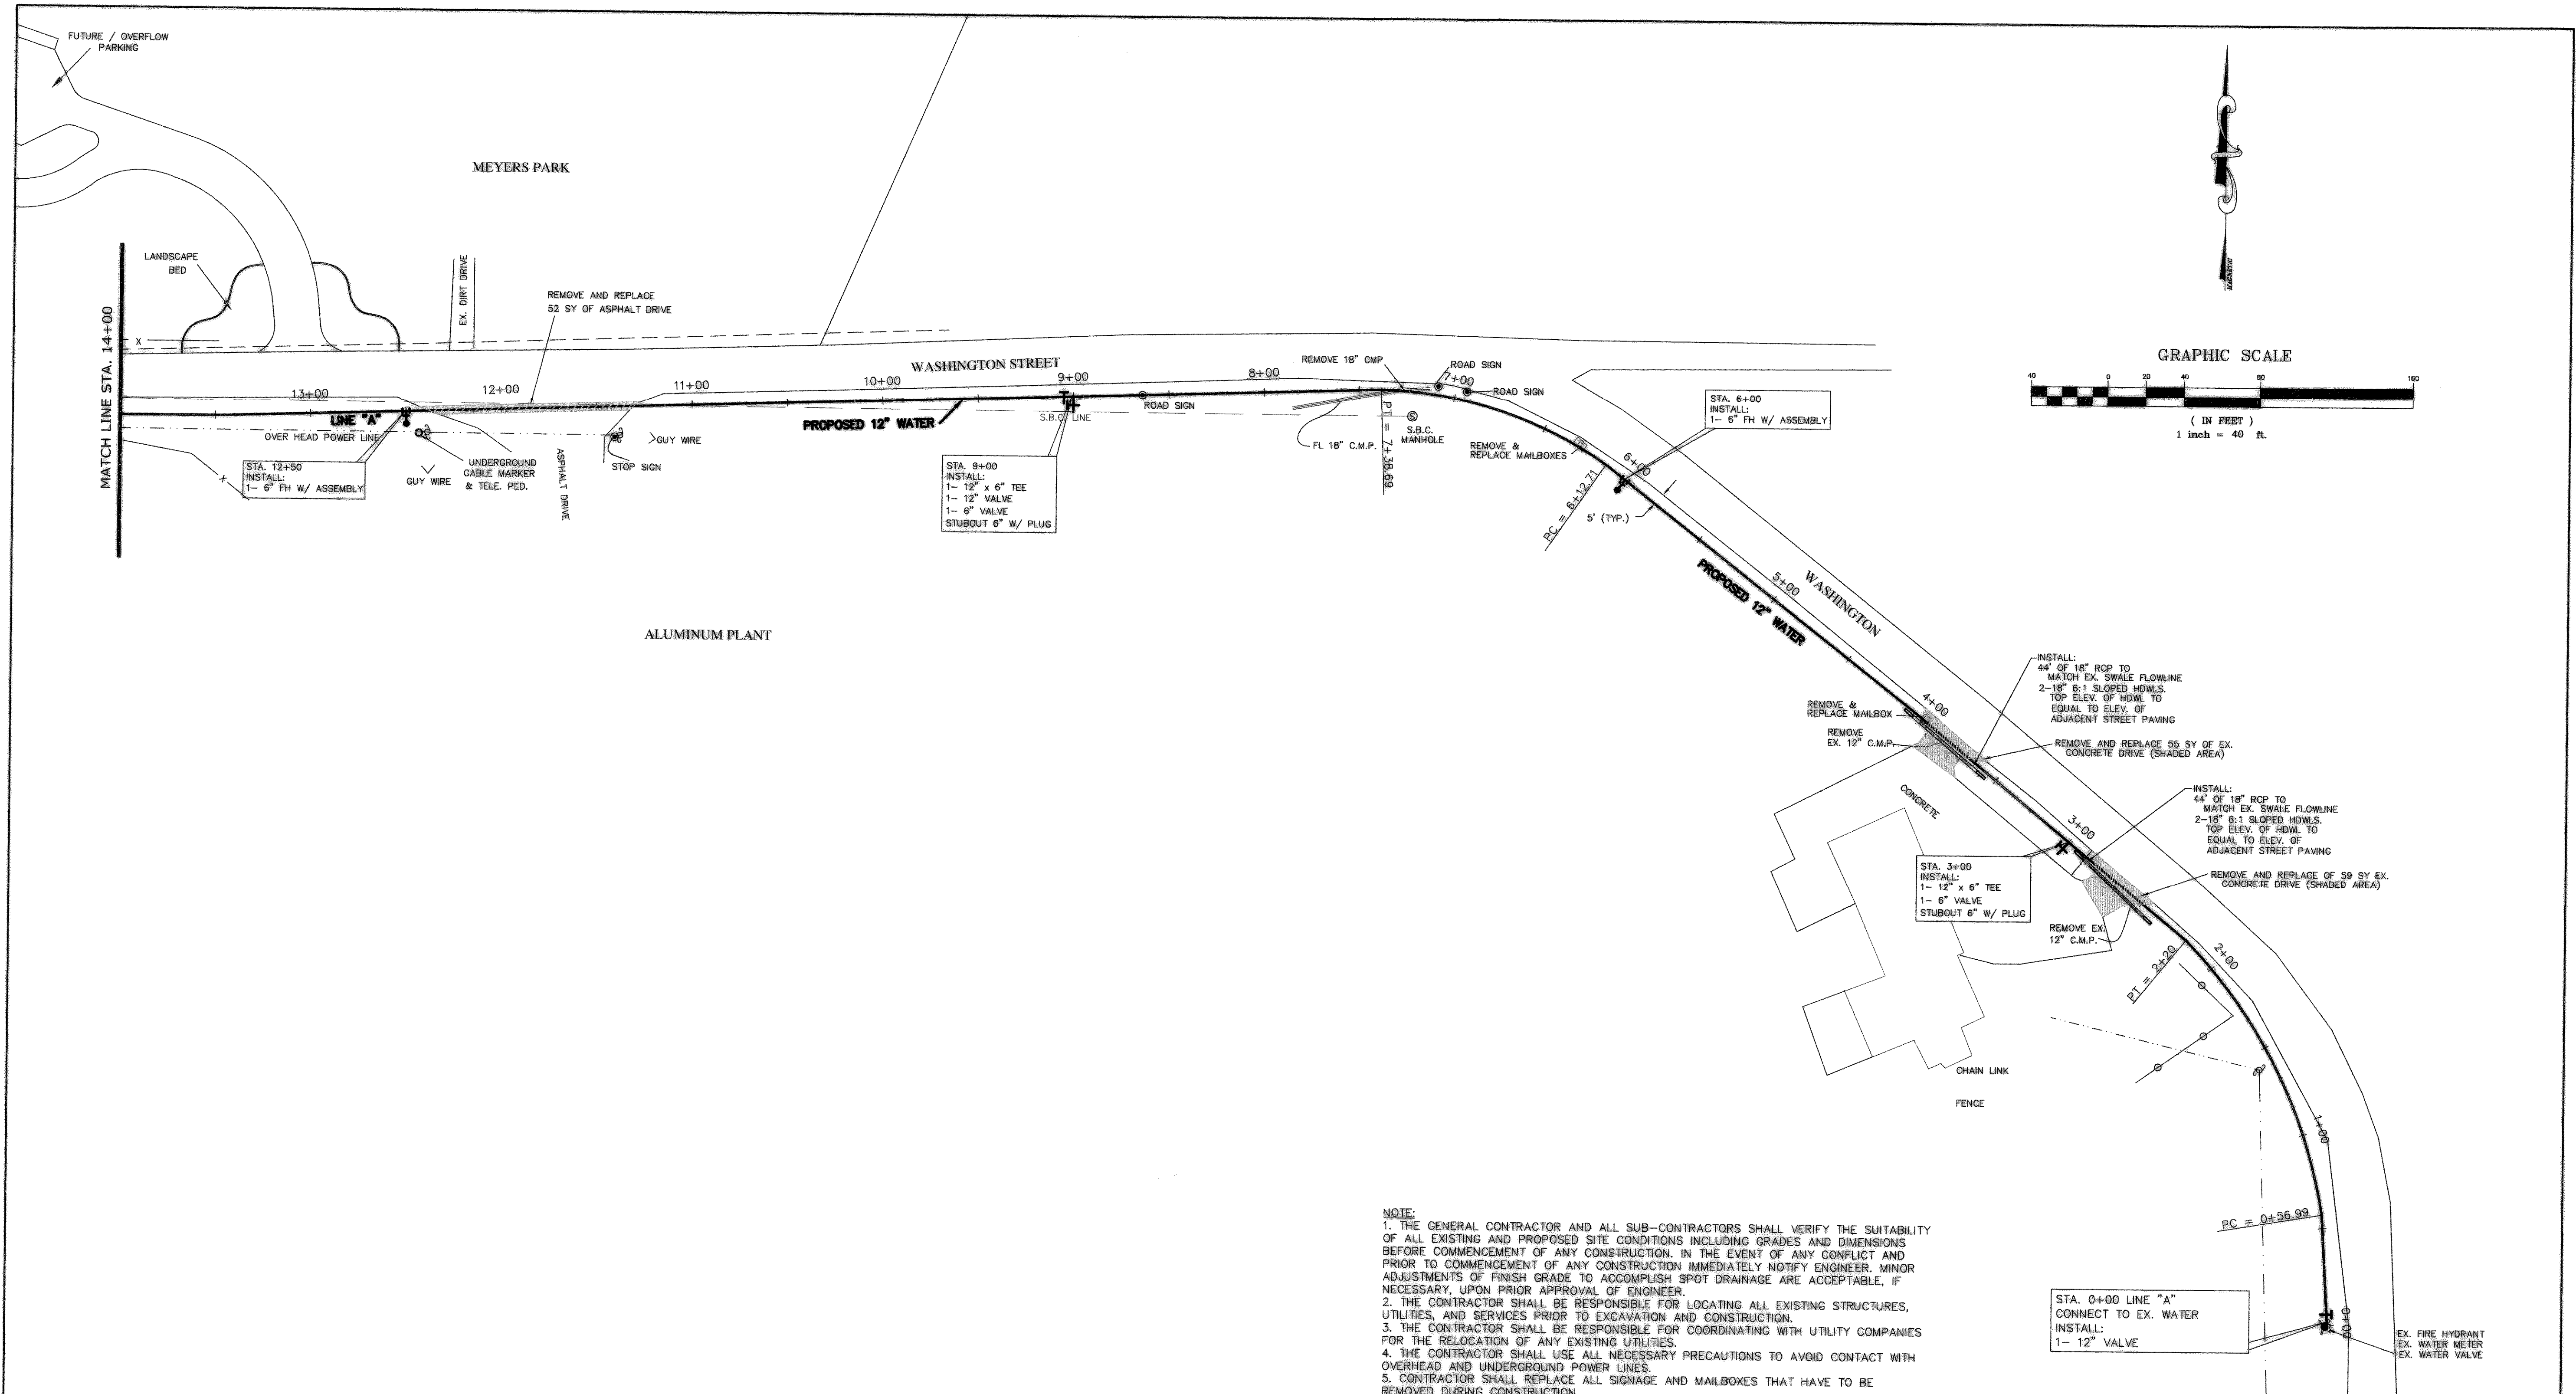 FUTURE / OVERFLOW
PARKING
MEYERS PARK
LANDSCAPE
BED
EX. DIRT DRIVE
REMOVE AND REPLACE
52 SY OF ASPHALT DRIVE
MATCH LINE STA. 14+00
X
WASHINGTON STREET
13+00
12+00
11+00
10+00
9+00
8+00
7+00
REMOVE 18" CMP
ROAD SIGN
ROAD SIGN
ROAD SIGN
LINE "A"
OVER HEAD POWER LINE
PROPOSED 12" WATER
S.B.C. LINE
GUY WIRE
STOP SIGN
ASPHALT DRIVE
UNDERGROUND
CABLE MARKER
& TELE. PED.
GUY WIRE
X
STA. 12+50
INSTALL:
1- 6" FH W/ ASSEMBLY
STA. 9+00
INSTALL:
1- 12" x 6" TEE
1- 12" VALVE
1- 6" VALVE
STUBOUT 6" W/ PLUG
FL 18" C.M.P.
PT = 7+38.69
S
S.B.C.
MANHOLE
REMOVE &
REPLACE MAILBOXES
6+00
PC = 6+12.71
5' (TYP.)
STA. 6+00
INSTALL:
1- 6" FH W/ ASSEMBLY
MAGNETIC
GRAPHIC SCALE
40 0 20 40 80 160
( IN FEET )
1 inch = 40 ft.
ALUMINUM PLANT
5+00
WASHINGTON
PROPOSED 12" WATER
4+00
REMOVE &
REPLACE MAILBOX
REMOVE
EX. 12" C.M.P.
INSTALL:
44' OF 18" RCP TO
MATCH EX. SWALE FLOWLINE
2-18" 6:1 SLOPED HDWLS.
TOP ELEV. OF HDWL TO
EQUAL TO ELEV. OF
ADJACENT STREET PAVING
REMOVE AND REPLACE 55 SY OF EX.
CONCRETE DRIVE (SHADED AREA)
INSTALL:
44' OF 18" RCP TO
MATCH EX. SWALE FLOWLINE
2-18" 6:1 SLOPED HDWLS.
TOP ELEV. OF HDWL TO
EQUAL TO ELEV. OF
ADJACENT STREET PAVING
CONCRETE
3+00
STA. 3+00
INSTALL:
1- 12" x 6" TEE
1- 6" VALVE
STUBOUT 6" W/ PLUG
REMOVE AND REPLACE OF 59 SY EX.
CONCRETE DRIVE (SHADED AREA)
REMOVE EX.
12" C.M.P.
PT = 2+20
2+00
CHAIN LINK
FENCE
1+00
PC = 0+56.99
0+00
STA. 0+00 LINE "A"
CONNECT TO EX. WATER
INSTALL:
1- 12" VALVE
EX. FIRE HYDRANT
EX. WATER METER
EX. WATER VALVE
NOTE:
1. THE GENERAL CONTRACTOR AND ALL SUB-CONTRACTORS SHALL VERIFY THE SUITABILITY
OF ALL EXISTING AND PROPOSED SITE CONDITIONS INCLUDING GRADES AND DIMENSIONS
BEFORE COMMENCEMENT OF ANY CONSTRUCTION. IN THE EVENT OF ANY CONFLICT AND
PRIOR TO COMMENCEMENT OF ANY CONSTRUCTION IMMEDIATELY NOTIFY ENGINEER. MINOR
ADJUSTMENTS OF FINISH GRADE TO ACCOMPLISH SPOT DRAINAGE ARE ACCEPTABLE, IF
NECESSARY, UPON PRIOR APPROVAL OF ENGINEER.
2. THE CONTRACTOR SHALL BE RESPONSIBLE FOR LOCATING ALL EXISTING STRUCTURES,
UTILITIES, AND SERVICES PRIOR TO EXCAVATION AND CONSTRUCTION.
3. THE CONTRACTOR SHALL BE RESPONSIBLE FOR COORDINATING WITH UTILITY COMPANIES
FOR THE RELOCATION OF ANY EXISTING UTILITIES.
4. THE CONTRACTOR SHALL USE ALL NECESSARY PRECAUTIONS TO AVOID CONTACT WITH
OVERHEAD AND UNDERGROUND POWER LINES.
5. CONTRACTOR SHALL REPLACE ALL SIGNAGE AND MAILBOXES THAT HAVE TO BE
REMOVED DURING CONSTRUCTION